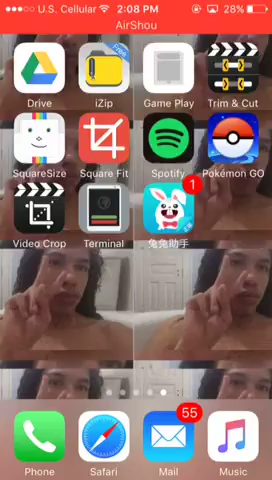 U.S. Cellular 2:08 PM 28%
AirShou
Drive iZip Game Play Trim & Cut
SquareSize Square Fit Spotify Pokémon GO
1
Video Crop Terminal 兔兔助手
55
Phone Safari Mail Music